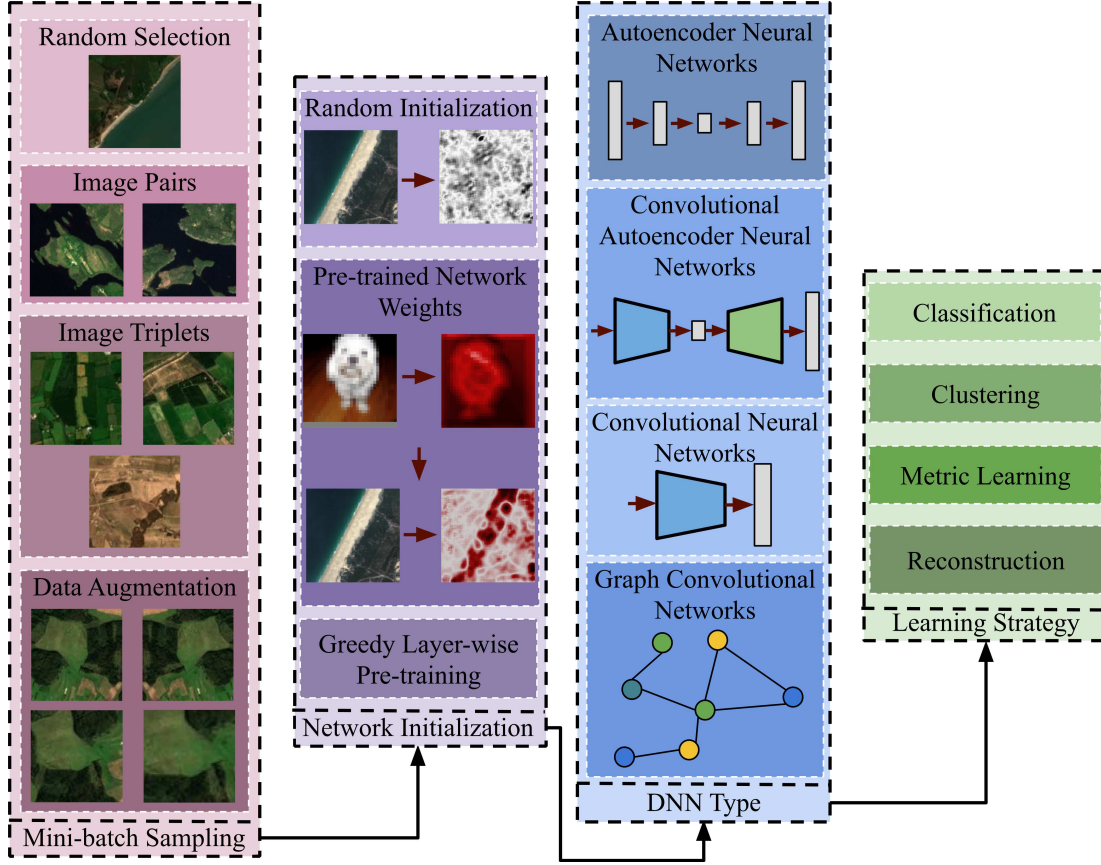 Random Selection
Image Pairs
Image Triplets
Data Augmentation
Mini-batch Sampling
Random Initialization
Pre-trained Network
Weights
Greedy Layer-wise
Pre-training
Network Initialization
Autoencoder Neural
Networks
Convolutional
Autoencoder Neural
Networks
Convolutional Neural
Networks
Graph Convolutional
Networks
DNN Type
Classification
Clustering
Metric Learning
Reconstruction
Learning Strategy